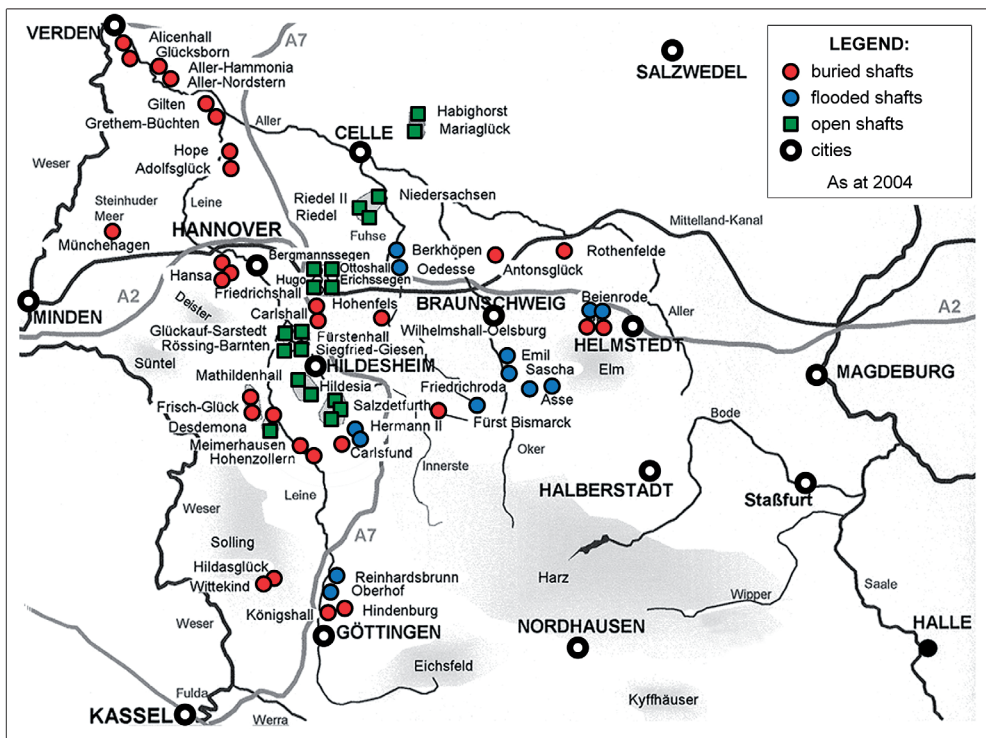 VERDEN
Alicenhall
Glücksborn
Aller-Hammonia
Aller-Nordstern
A7
SALZWEDEL
LEGEND:
buried shafts
flooded shafts
open shafts
cities
As at 2004
Gilten
Grethem-Büchten
Aller
Habighorst
Mariaglück
CELLE
Weser
Hope
Adolfsglück
Steinhuder
Meer
Leine
Münchehagen
HANNOVER
Riedel II
Riedel
Niedersachsen
Fuhse
Mittelland-Kanal
Bergmannssegen
Ottoshall
Hugo
Erichssegen
Berkhöpen
Oedesse
Antonsglück
Rothenfelde
Hansa
Friedrichshall
A2
MINDEN
Deister
Carlshall
Hohenfels
BRAUNSCHWEIG
Beienrode
Aller
A2
Glückauf-Sarstedt
Rössing-Barnten
Fürstenhall
Siegfried-Giesen
Wilhelmshall-Oelsburg
HELMSTEDT
Süntel
HILDESHEIM
Emil
Sascha
Elm
MAGDEBURG
Mathildenhall
Hildesia
Friedrichroda
Asse
Frisch-Glück
Salzdetfurth
Fürst Bismarck
Bode
Desdemona
Hermann II
Meimerhausen
Hohenzollern
Carlsfund
Innerste
Oker
HALBERSTADT
Staßfurt
Weser
Leine
A7
Solling
Hildasglück
Wittekind
Reinhardsbrunn
Oberhof
Harz
Wipper
Saale
Weser
Königshall
Hindenburg
GÖTTINGEN
NORDHAUSEN
HALLE
Eichsfeld
Kyffhäuser
Fulda
KASSEL
Werra